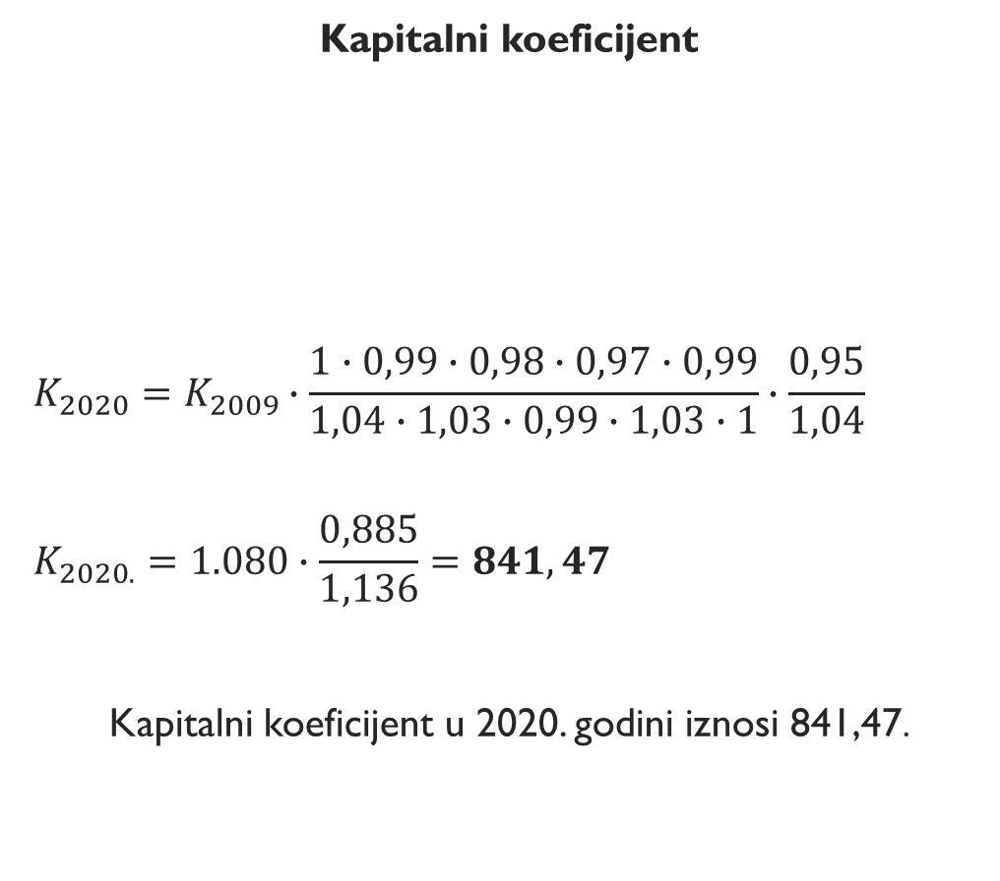 Kapitalni koeficijent
K₂₀₂₀ = K₂₀₀₉ · (1 · 0,99 · 0,98 · 0,97 · 0,99)/(1,04 · 1,03 · 0,99 · 1,03 · 1) · 0,95/1,04
K₂₀₂₀. = 1.080 · 0,885/1,136 = 841,47
Kapitalni koeficijent u 2020. godini iznosi 841,47.